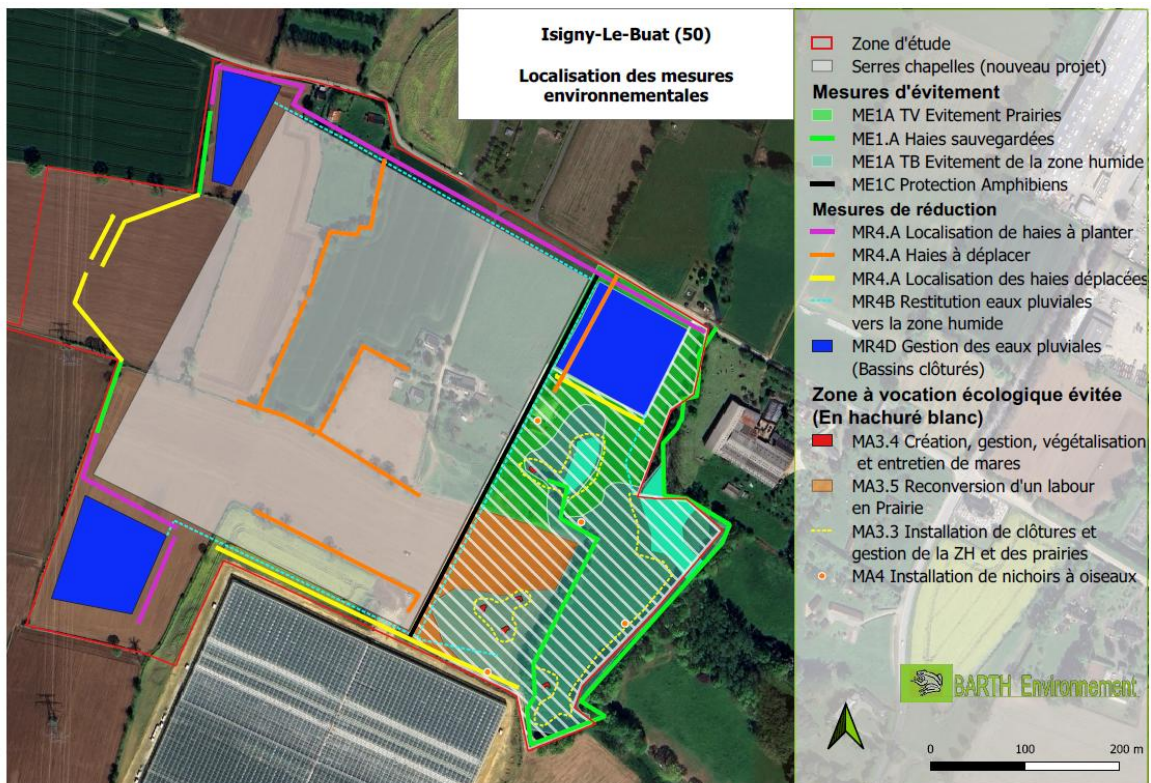 Isigny-Le-Buat (50)
Localisation des mesures
environnementales
Zone d'étude
Serres chapelles (nouveau projet)
Mesures d'évitement
ME1A TV Evitement Prairies
ME1.A Haies sauvegardées
ME1A TB Evitement de la zone humide
ME1C Protection Amphibiens
Mesures de réduction
MR4.A Localisation de haies à planter
MR4.A Haies à déplacer
MR4.A Localisation des haies déplacées
MR4B Restitution eaux pluviales
vers la zone humide
MR4D Gestion des eaux pluviales
(Bassins clôturés)
Zone à vocation écologique évitée
(En hachuré blanc)
MA3.4 Création, gestion, végétalisation
et entretien de mares
MA3.5 Reconversion d'un labour
en Prairie
MA3.3 Installation de clôtures et
gestion de la ZH et des prairies
MA4 Installation de nichoirs à oiseaux
BARTH Environnement
0 100 200 m